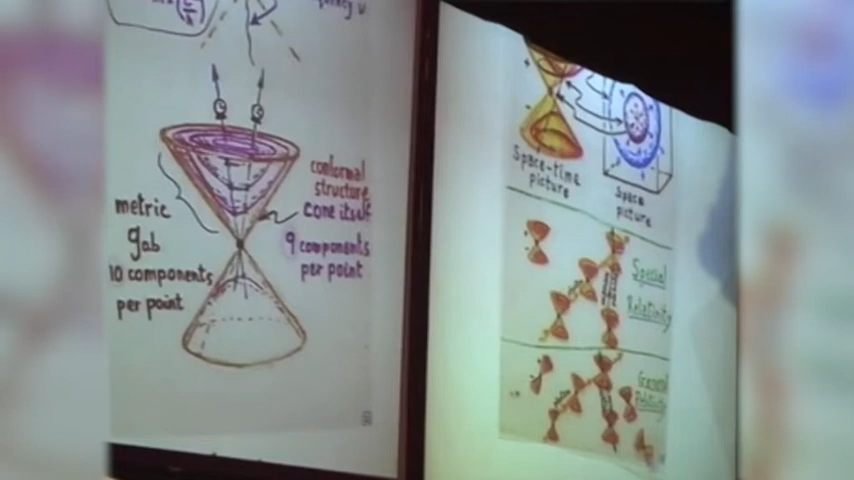 metric
gab
10 components
per point
conformal
structure
cone itself
9 components
per point
Space-time
picture
Space
picture
Special
Relativity
General
Relativity